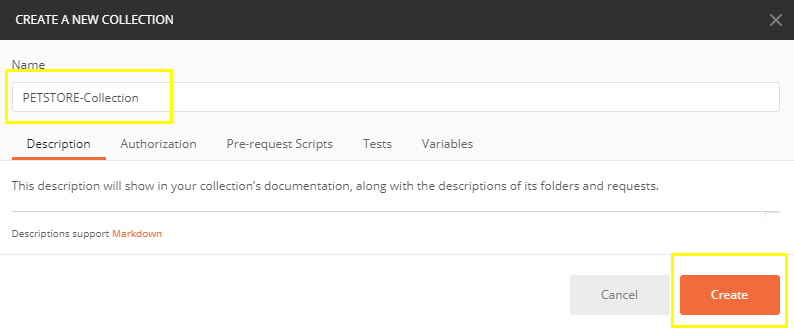 CREATE A NEW COLLECTION
Name
PETSTORE-Collection
Description Authorization Pre-request Scripts Tests Variables
This description will show in your collection’s documentation, along with the descriptions of its folders and requests.
Descriptions support Markdown
Cancel Create